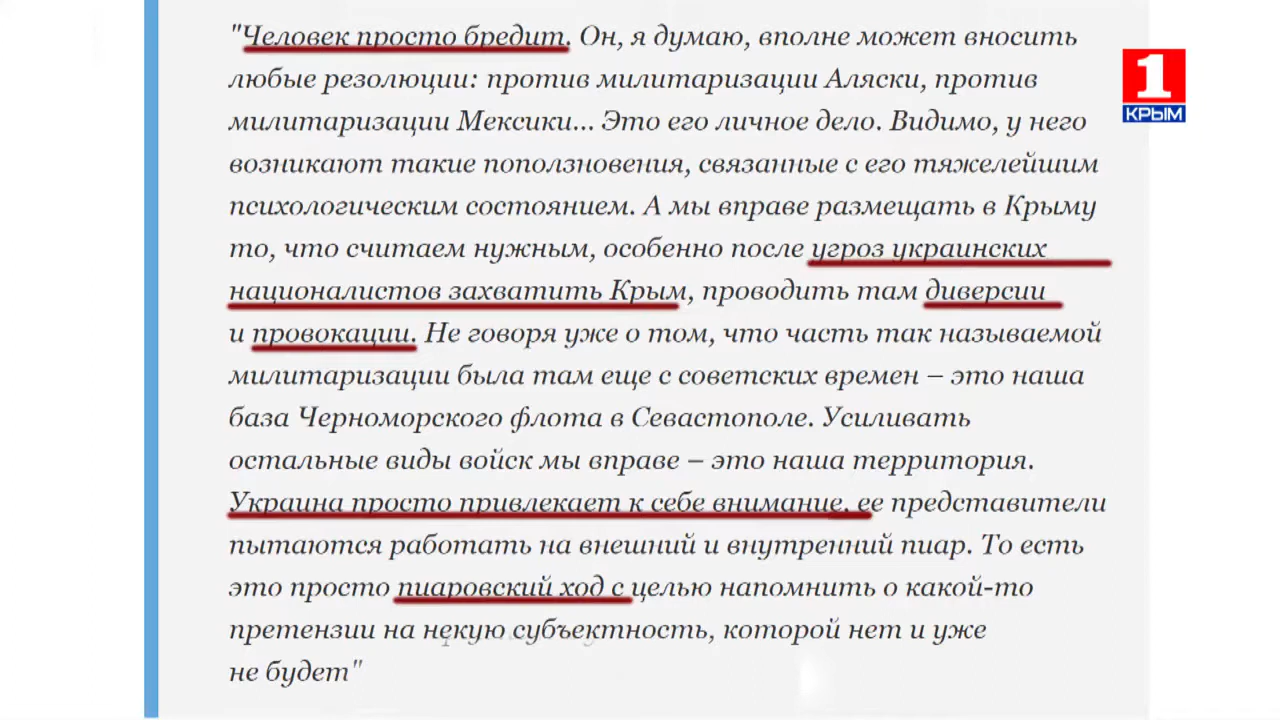 "Человек просто бредит. Он, я думаю, вполне может вносить
любые резолюции: против милитаризации Аляски, против
милитаризации Мексики... Это его личное дело. Видимо, у него
возникают такие поползновения, связанные с его тяжелейшим
психологическим состоянием. А мы вправе размещать в Крыму
то, что считаем нужным, особенно после угроз украинских
националистов захватить Крым, проводить там диверсии
и провокации. Не говоря уже о том, что часть так называемой
милитаризации была там еще с советских времен – это наша
база Черноморского флота в Севастополе. Усиливать
остальные виды войск мы вправе – это наша территория.
Украина просто привлекает к себе внимание, ее представители
пытаются работать на внешний и внутренний пиар. То есть
это просто пиаровский ход с целью напомнить о какой-то
претензии на некую субъектность, которой нет и уже
не будет"
1
КРЫМ